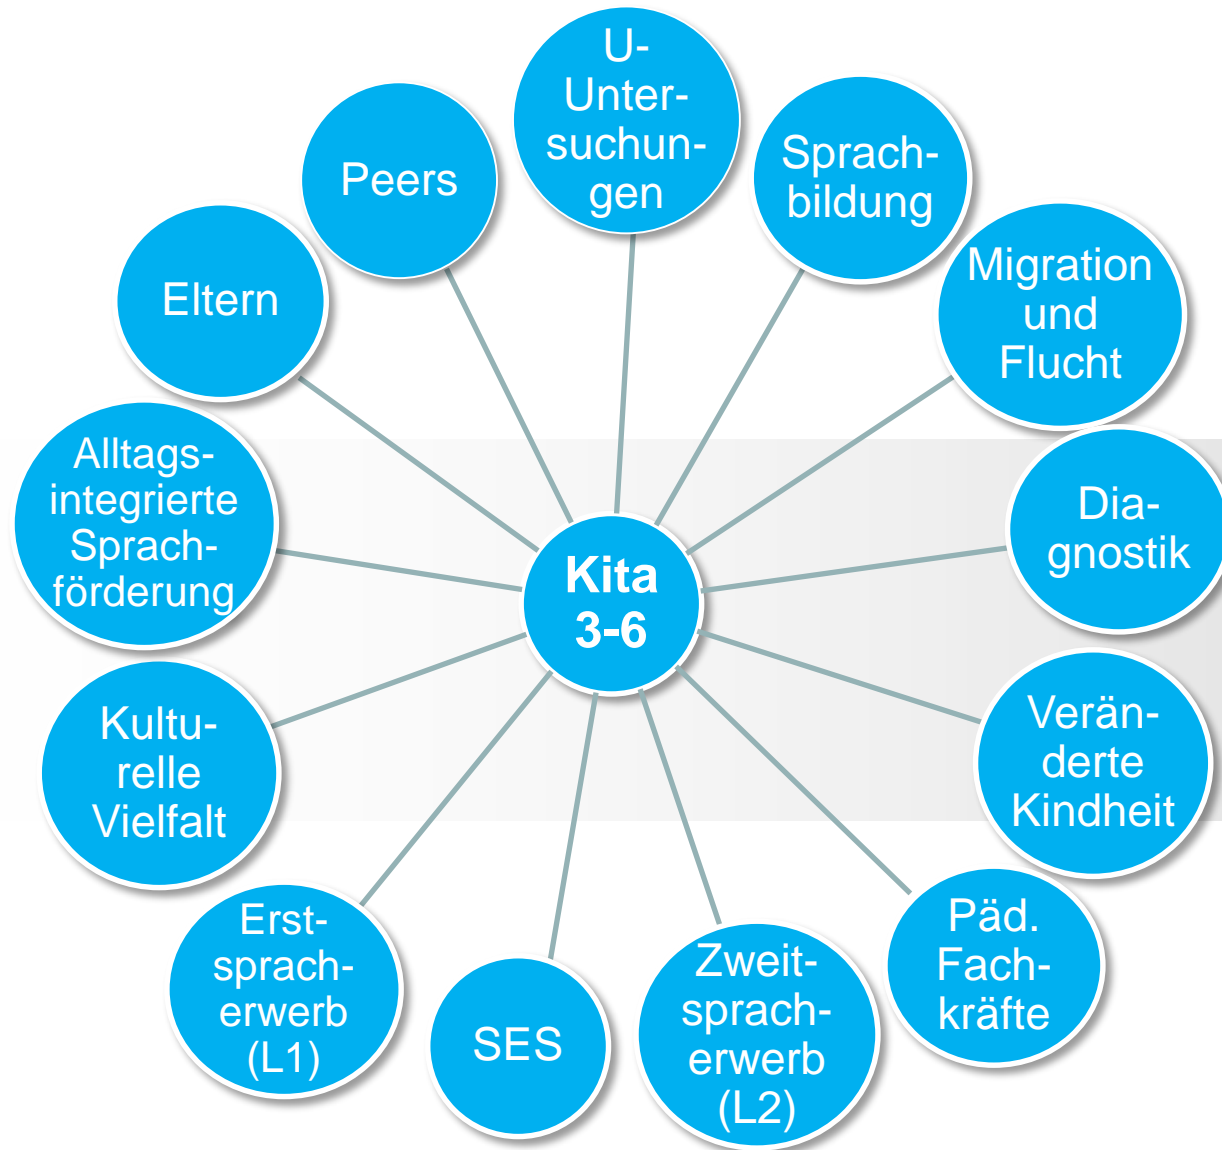 U-
Unter-
suchun-
gen
Sprach-
bildung
Migration
und
Flucht
Dia-
gnostik
Verän-
derte
Kindheit
Päd.
Fach-
kräfte
Zweit-
sprach-
erwerb
(L2)
SES
Erst-
sprach-
erwerb
(L1)
Kultu-
relle
Vielfalt
Alltags-
integrierte
Sprach-
förderung
Eltern
Peers
Kita
3-6